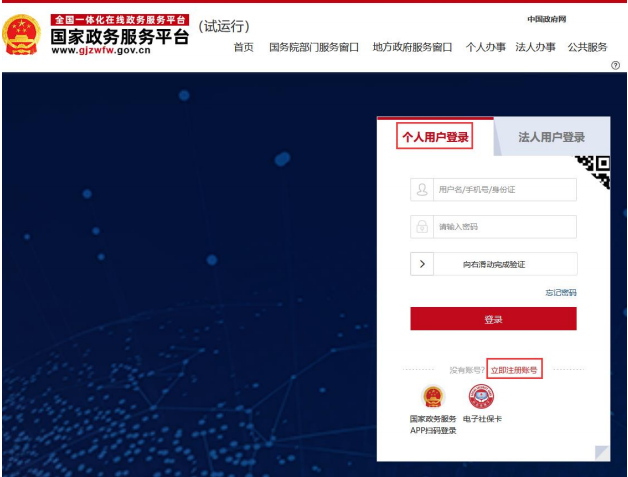 全国一体化在线政务服务平台
国家政务服务平台
(试运行)
www.gjzwfw.gov.cn
中国政府网
首页 国务院部门服务窗口 地方政府服务窗口 个人办事 法人办事 公共服务
?
个人用户登录 法人用户登录
用户名/手机号/身份证
请输入密码
> 向右滑动完成验证
忘记密码
登录
没有账号? 立即注册账号
国家政务服务 电子社保卡
APP扫码登录